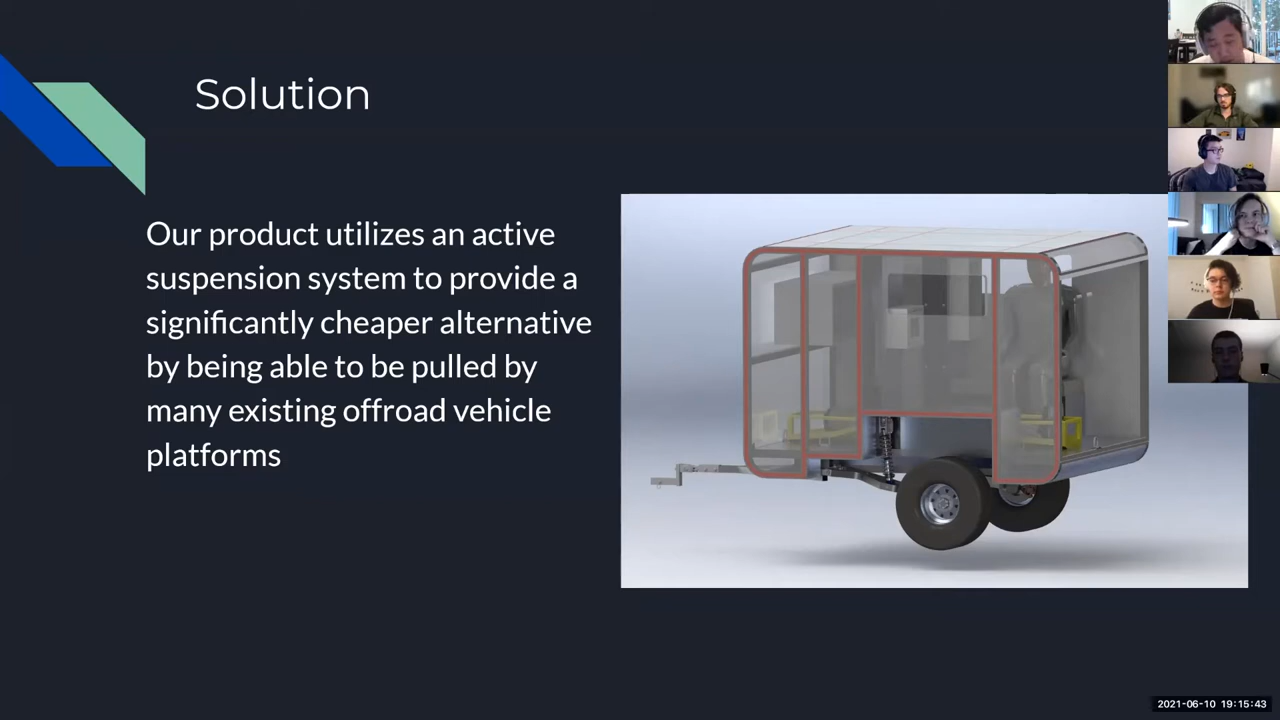 Solution
Our product utilizes an active
suspension system to provide a
significantly cheaper alternative
by being able to be pulled by
many existing offroad vehicle
platforms
2021-06-10 19:15:43